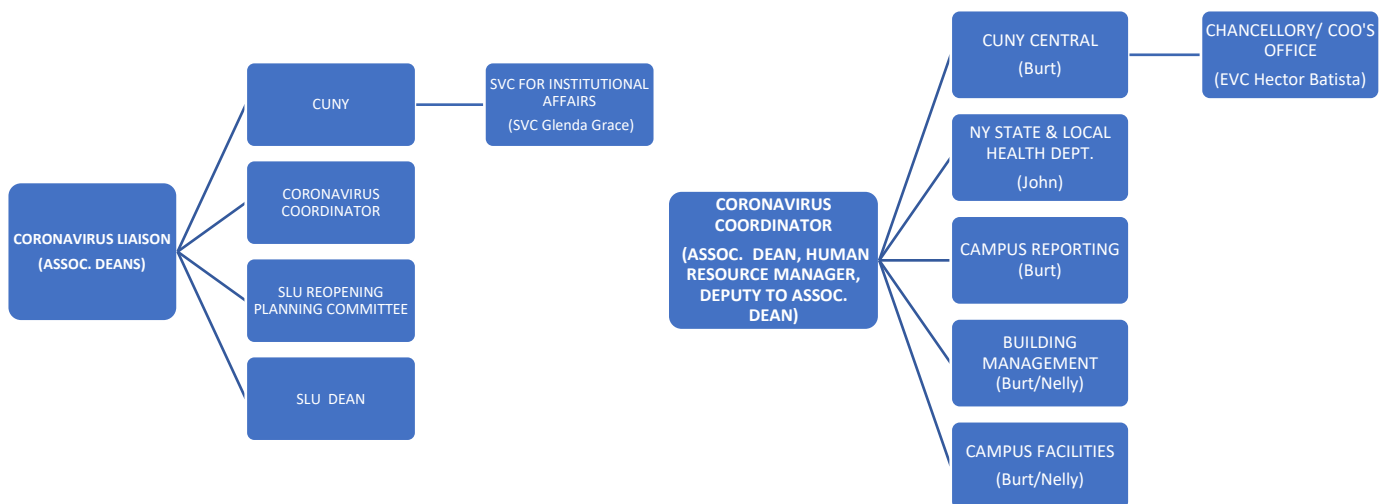 CORONAVIRUS LIAISON
(ASSOC. DEANS)
CUNY
SVC FOR INSTITUTIONAL
AFFAIRS
(SVC Glenda Grace)
CORONAVIRUS
COORDINATOR
SLU REOPENING
PLANNING COMMITTEE
SLU DEAN
CORONAVIRUS
COORDINATOR
(ASSOC. DEAN, HUMAN
RESOURCE MANAGER,
DEPUTY TO ASSOC.
DEAN)
CUNY CENTRAL
(Burt)
CHANCELLORY/ COO'S
OFFICE
(EVC Hector Batista)
NY STATE & LOCAL
HEALTH DEPT.
(John)
CAMPUS REPORTING
(Burt)
BUILDING
MANAGEMENT
(Burt/Nelly)
CAMPUS FACILITIES
(Burt/Nelly)